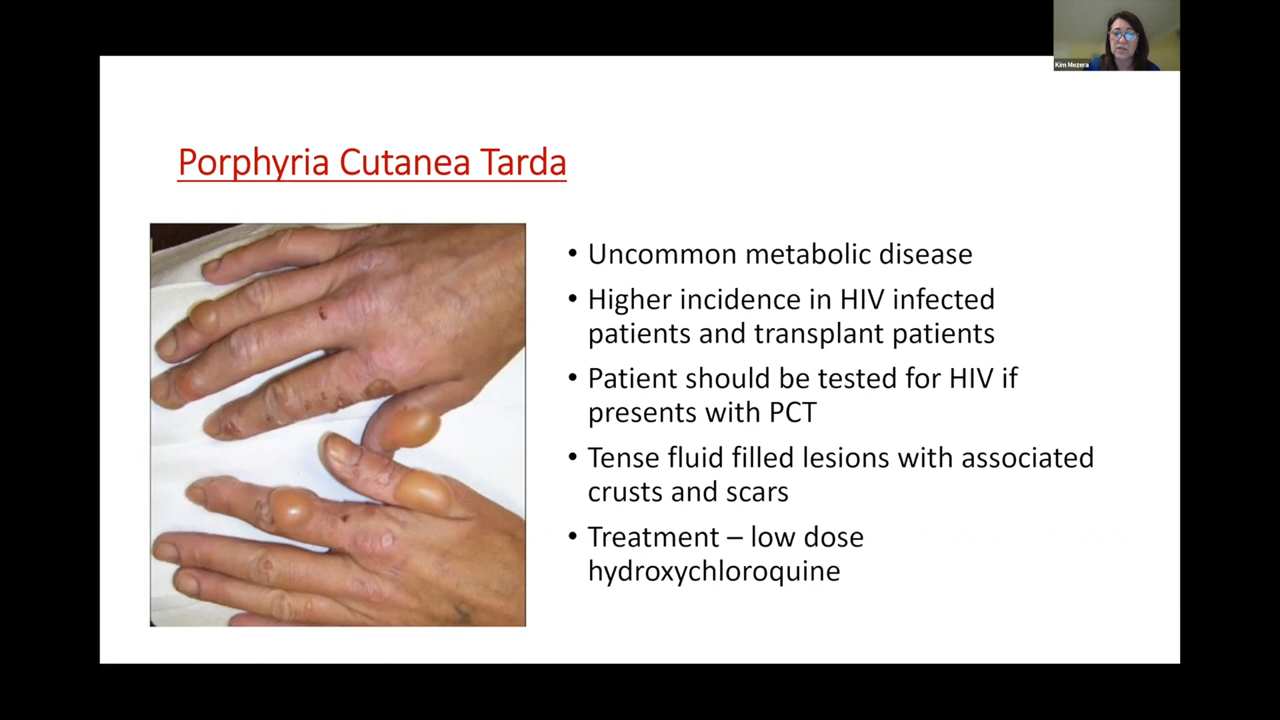 Kim Mezera
Porphyria Cutanea Tarda
• Uncommon metabolic disease
• Higher incidence in HIV infected
patients and transplant patients
• Patient should be tested for HIV if
presents with PCT
• Tense fluid filled lesions with associated
crusts and scars
• Treatment – low dose
hydroxychloroquine